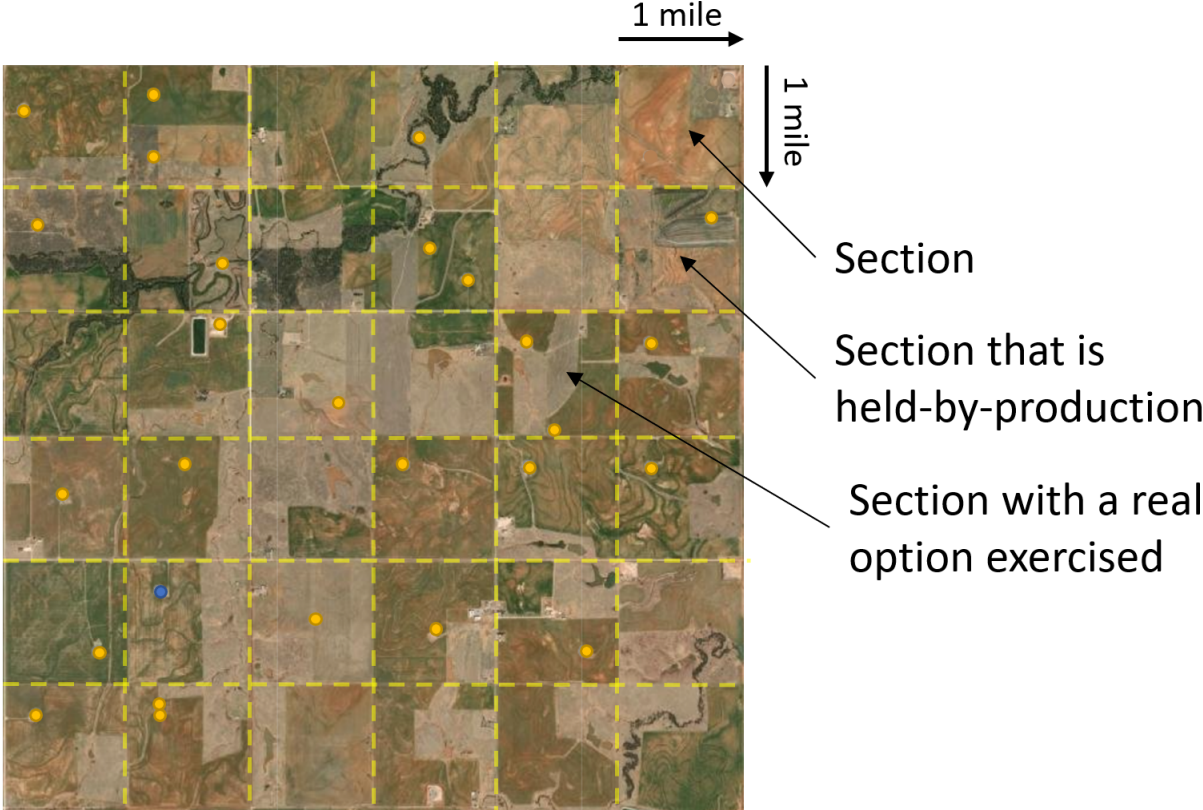 1 mile
1 mile
Section
Section that is
held-by-production
Section with a real
option exercised